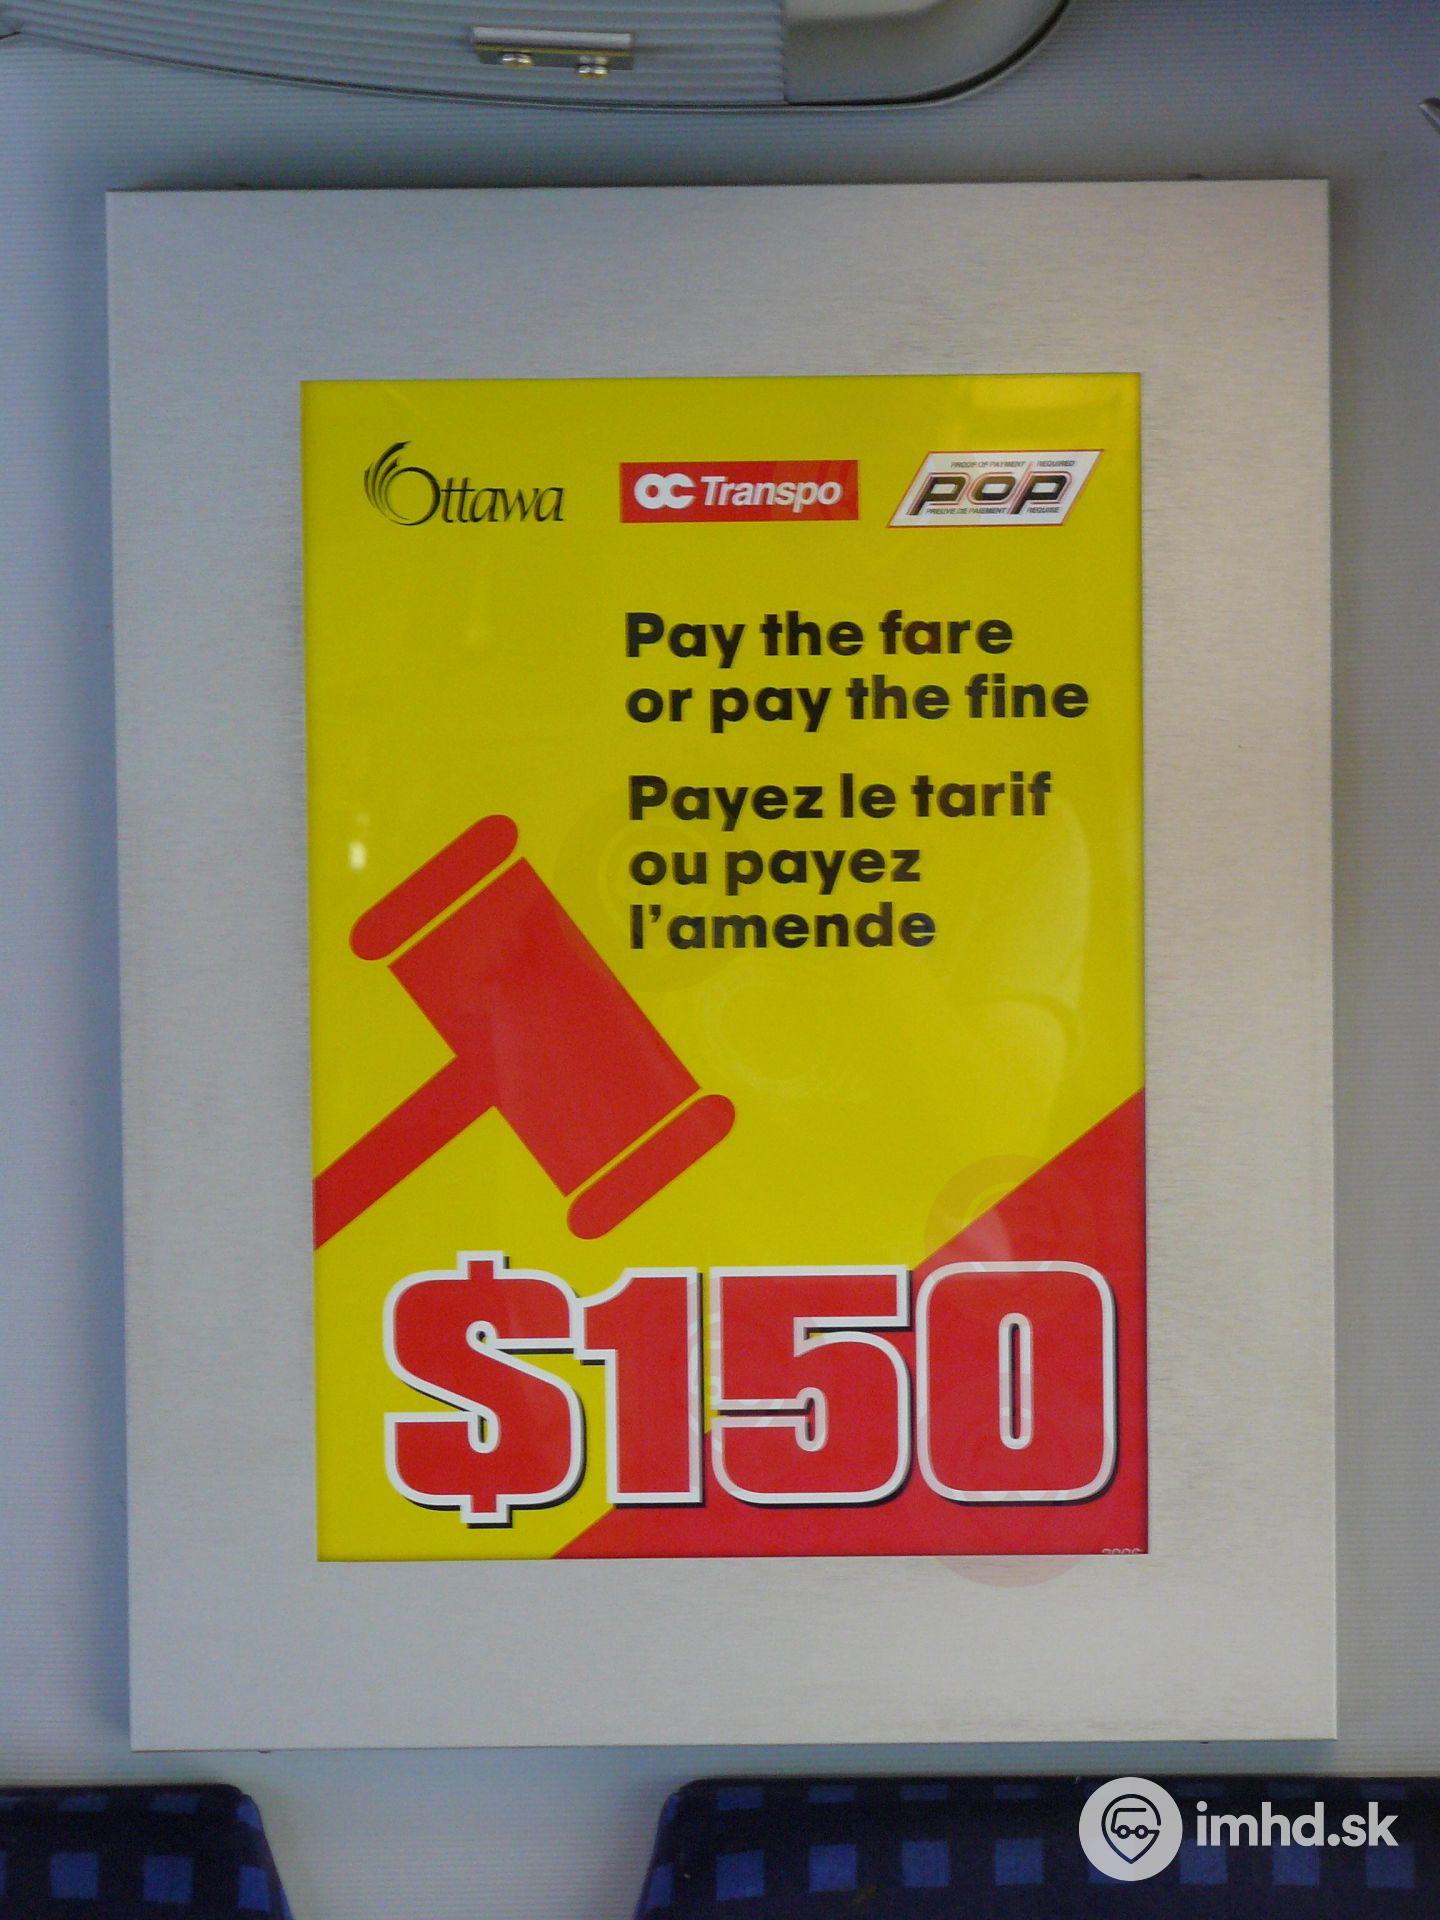 Ottawa
OC Transpo
PROOF OF PAYMENT REQUIRED
POP
PREUVE DE PAIEMENT REQUISE
Pay the fare
or pay the fine
Payez le tarif
ou payez
l'amende
$150
imhd.sk